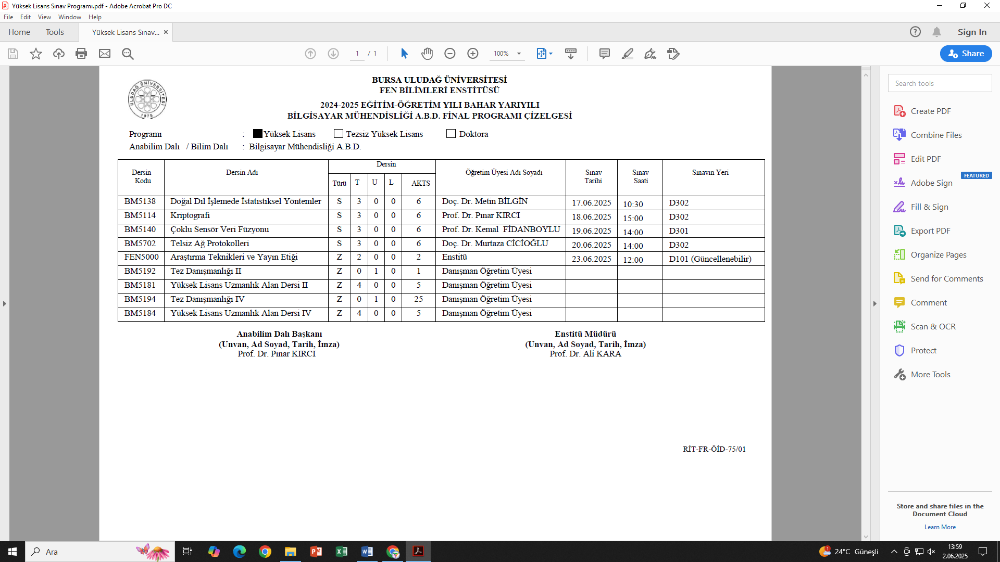 Yüksek Lisans Sınav Programı.pdf - Adobe Acrobat Pro DC
File Edit View Window Help
Home Tools Yüksek Lisans Sınav... × Sign In
1 / 1 100% Share
BURSA ULUDAĞ ÜNİVERSİTESİ
FEN BİLİMLERİ ENSTİTÜSÜ
2024-2025 EĞİTİM-ÖĞRETİM YILI BAHAR YARIYILI
BİLGİSAYAR MÜHENDİSLİĞİ A.B.D. FİNAL PROGRAMI ÇİZELGESİ
ULUDAĞ ÜNİVERSİTESİ
1975
Programı : Yüksek Lisans Tezsiz Yüksek Lisans Doktora
Anabilim Dalı / Bilim Dalı : Bilgisayar Mühendisliği A.B.D.
Dersin Kodu Dersin Adı Dersin Öğretim Üyesi Adı Soyadı Sınav Tarihi Sınav Saati Sınavın Yeri
Türü T U L AKTS
BM5138 Doğal Dil İşlemede İstatistiksel Yöntemler S 3 0 0 6 Doç. Dr. Metin BİLGİN 17.06.2025 10:30 D302
BM5114 Kriptografi S 3 0 0 6 Prof. Dr. Pınar KIRCI 18.06.2025 15:00 D302
BM5140 Çoklu Sensör Veri Füzyonu S 3 0 0 6 Prof. Dr. Kemal FİDANBOYLU 19.06.2025 14:00 D301
BM5702 Telsiz Ağ Protokolleri S 3 0 0 6 Doç. Dr. Murtaza CİCİOĞLU 20.06.2025 14:00 D302
FEN5000 Araştırma Teknikleri ve Yayın Etiği Z 2 0 0 2 Enstitü 23.06.2025 12:00 D101 (Güncellenebilir)
BM5192 Tez Danışmanlığı II Z 0 1 0 1 Danışman Öğretim Üyesi
BM5181 Yüksek Lisans Uzmanlık Alan Dersi II Z 4 0 0 5 Danışman Öğretim Üyesi
BM5194 Tez Danışmanlığı IV Z 0 1 0 25 Danışman Öğretim Üyesi
BM5184 Yüksek Lisans Uzmanlık Alan Dersi IV Z 4 0 0 5 Danışman Öğretim Üyesi
Anabilim Dalı Başkanı Enstitü Müdürü
(Unvan, Ad Soyad, Tarih, İmza) (Unvan, Ad Soyad, Tarih, İmza)
Prof. Dr. Pınar KIRCI Prof. Dr. Ali KARA
RİT-FR-ÖİD-75/01
Search tools
Create PDF
Combine Files
Edit PDF
FEATURED
Adobe Sign
Fill & Sign
Export PDF
Organize Pages
Send for Comments
Comment
Scan & OCR
Protect
More Tools
Store and share files in the
Document Cloud
Learn More
Ara 1 24°C Güneşli 13:59
2.06.2025